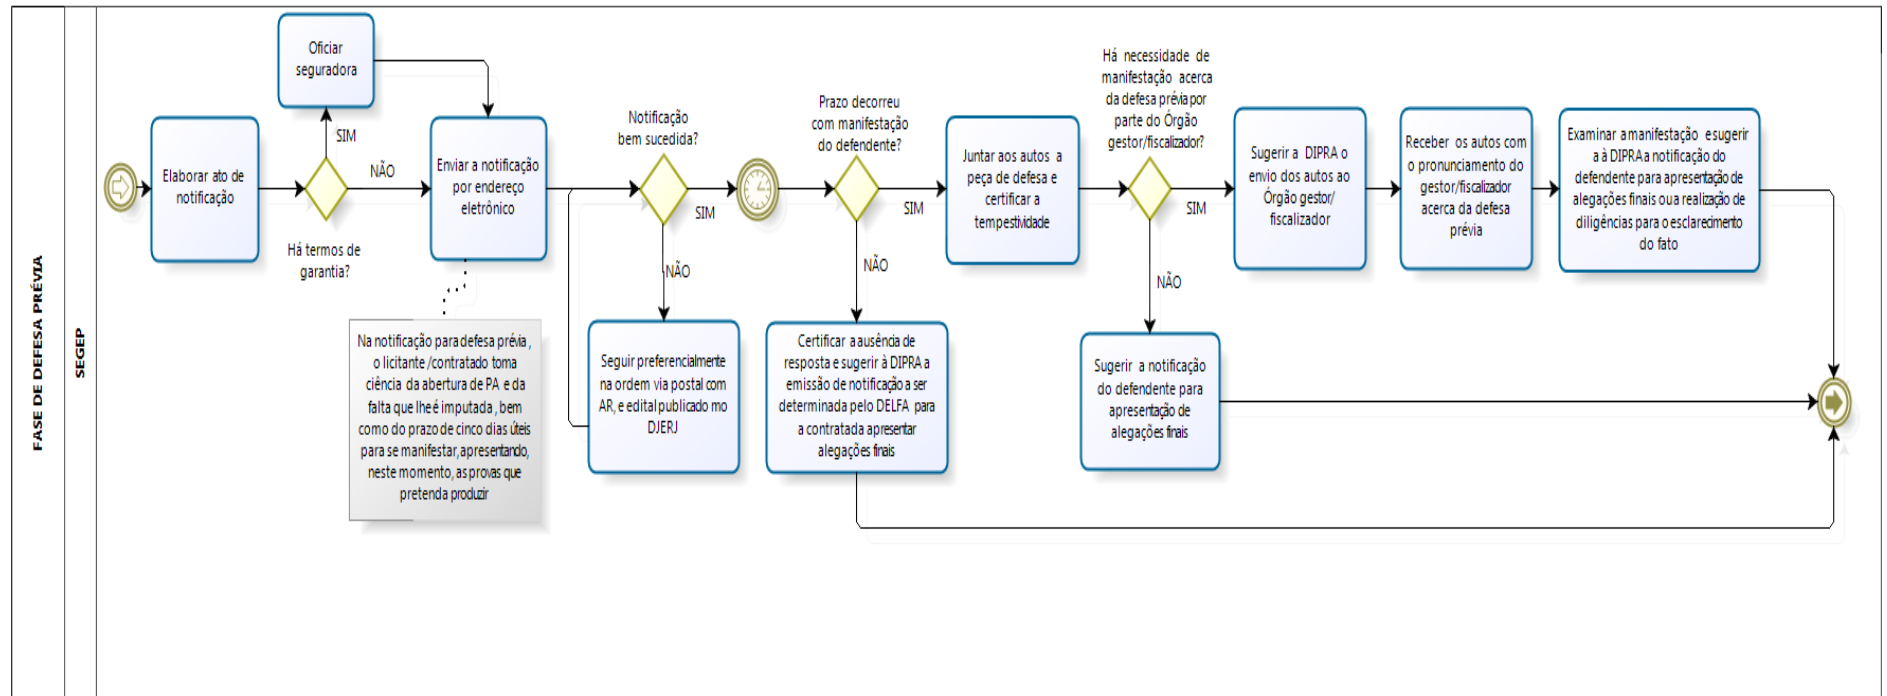 FASE DE DEFESA PRÉVIA
SEGEP
Elaborar ato de
notificação
Há termos de
garantia?
SIM
NÃO
Oficiar
seguradora
Enviar a notificação
por endereço
eletrônico
Na notificação para defesa prévia,
o licitante/contratado toma
ciência da abertura de PA e da
falta que lhe é imputada, bem
como do prazo de cinco dias úteis
para se manifestar, apresentando,
neste momento, as provas que
pretenda produzir
Notificação
bem sucedida?
SIM
NÃO
Seguir preferencialmente
na ordem via postal com
AR, e edital publicado mo
DJERJ
Prazo decorreu
com manifestação
do defendente?
SIM
NÃO
Certificar a ausência de
resposta e sugerir à DIPRA a
emissão de notificação a ser
determinada pelo DELFA para
a contratada apresentar
alegações finais
Juntar aos autos a
peça de defesa e
certificar a
tempestividade
Há necessidade de
manifestação acerca
da defesa prévia por
parte do Órgão
gestor/fiscalizador?
SIM
NÃO
Sugerir a notificação
do defendente para
apresentação de
alegações finais
Sugerir a DIPRA o
envio dos autos ao
Órgão gestor/
fiscalizador
Receber os autos com
o pronunciamento do
gestor/fiscalizador
acerca da defesa
prévia
Examinar a manifestação e sugerir
a à DIPRA a notificação do
defendente para apresentação de
alegações finais ou a realização de
diligências para o esclarecimento
do fato